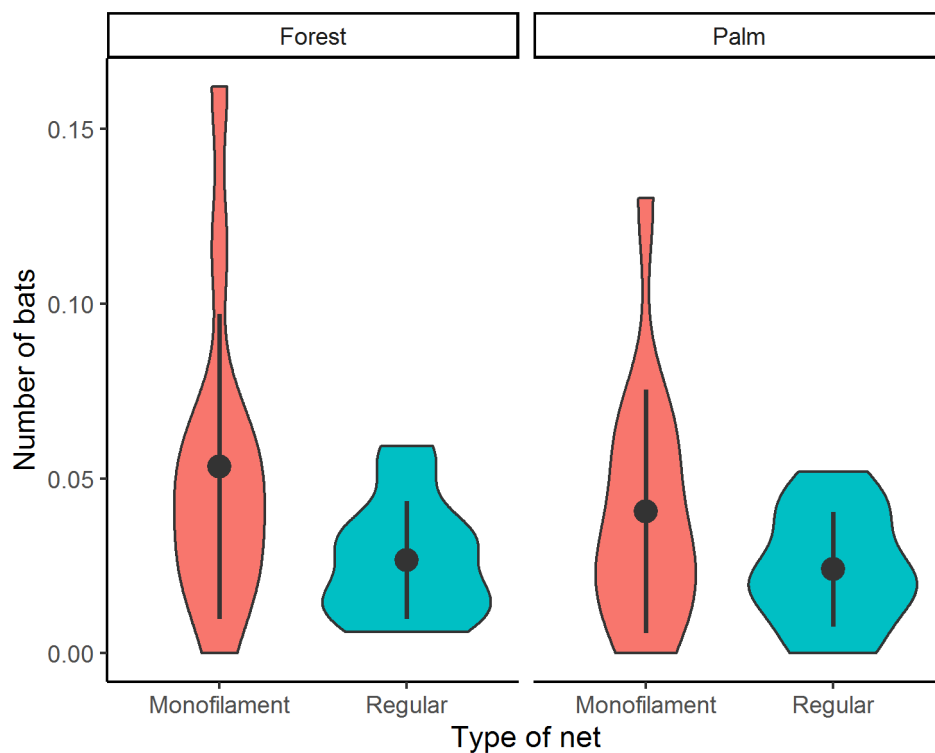 Forest Palm
Number of bats
0.15
0.10
0.05
0.00
Monofilament Regular Monofilament Regular
Type of net